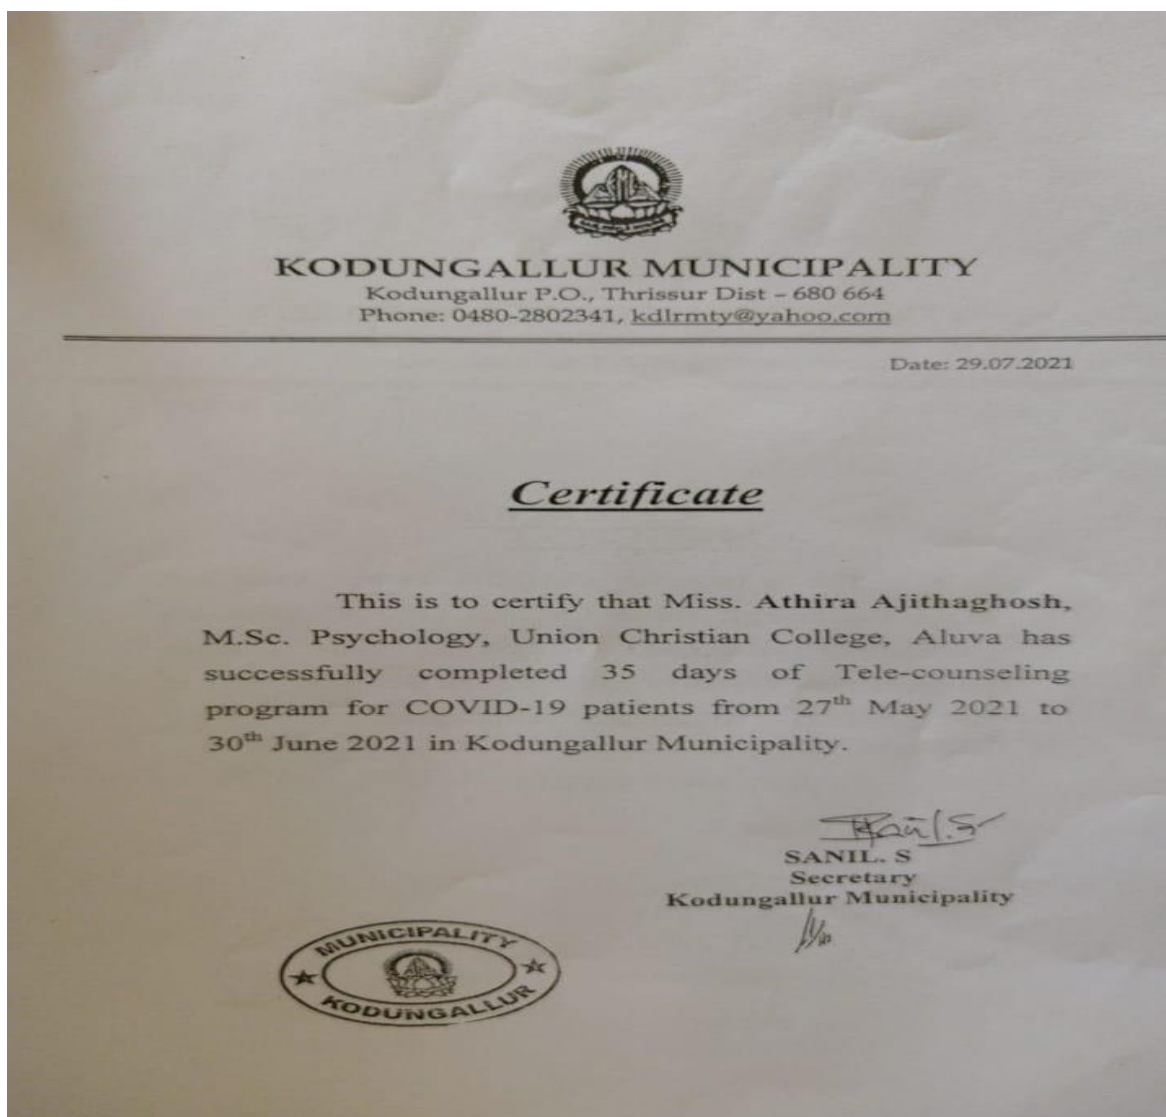 KODUNGALLUR MUNICIPALITY
Kodungallur P.O., Thrissur Dist – 680 664
Phone: 0480-2802341, kdlrmty@yahoo.com
Date: 29.07.2021
Certificate
This is to certify that Miss. Athira Ajithaghosh,
M.Sc. Psychology, Union Christian College, Aluva has
successfully completed 35 days of Tele-counseling
program for COVID-19 patients from 27th May 2021 to
30th June 2021 in Kodungallur Municipality.
SANIL. S
Secretary
Kodungallur Municipality
MUNICIPALITY
KODUNGALLUR